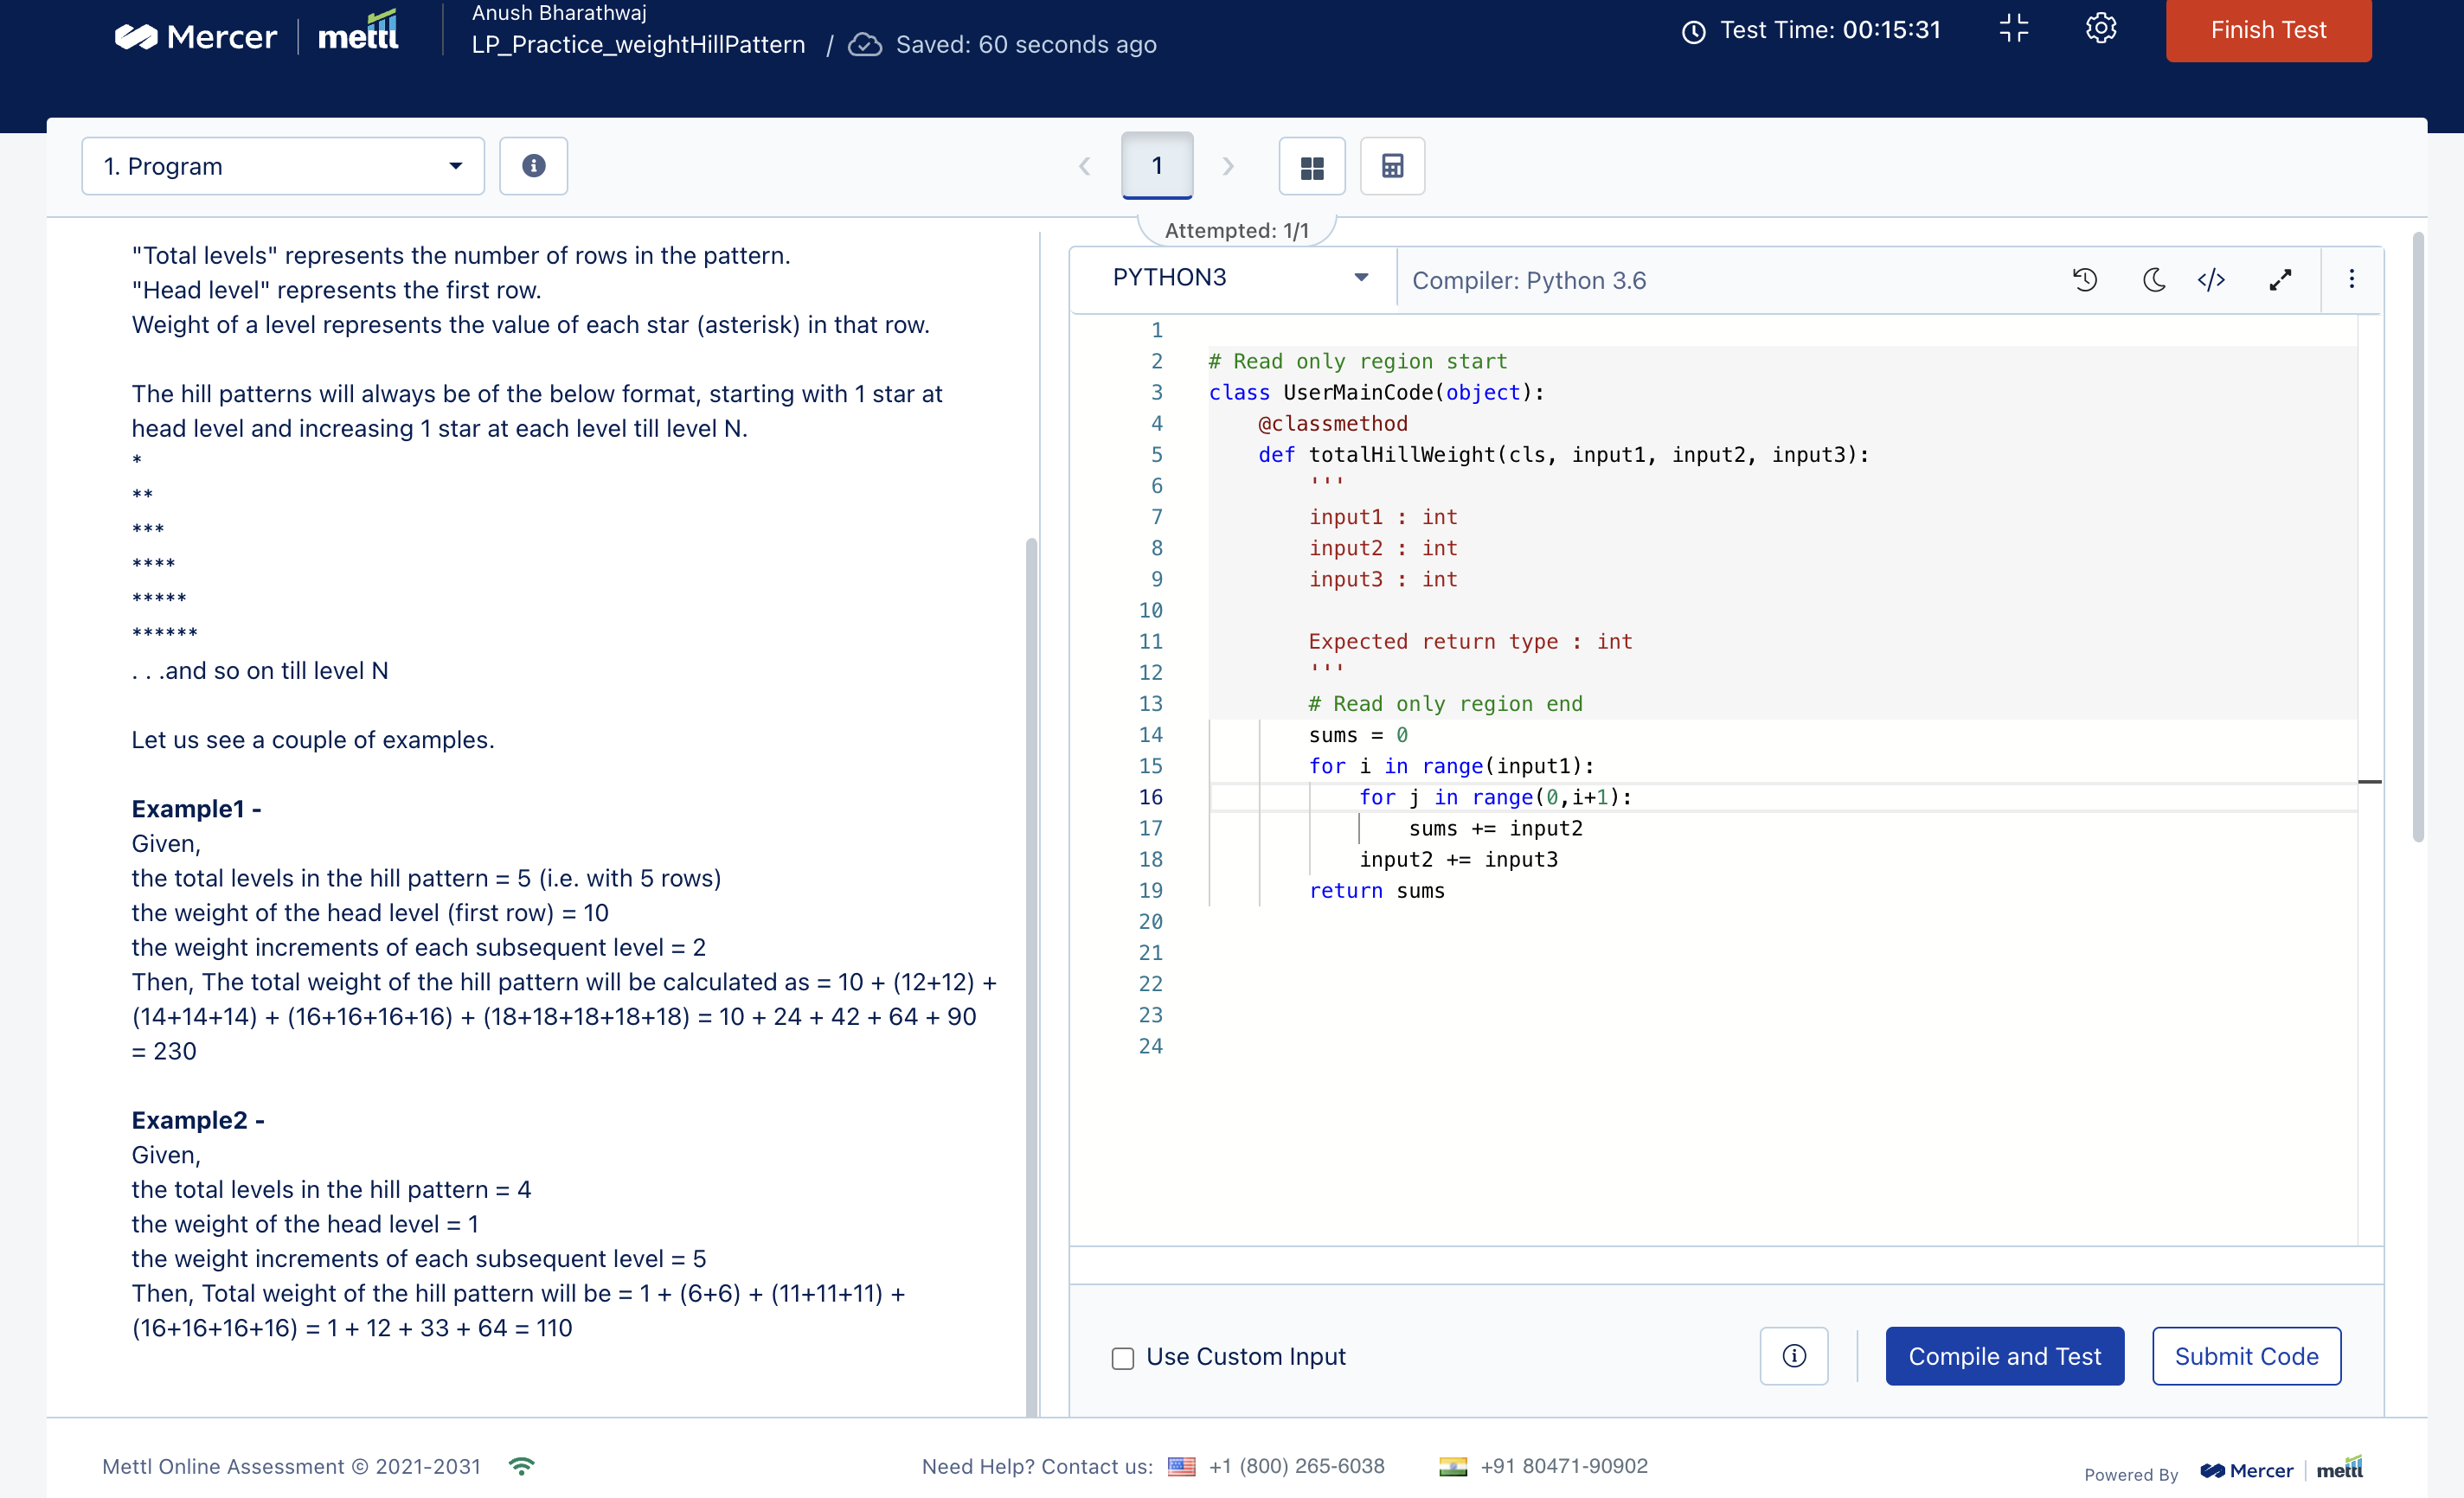 Mercer | mettl
Anush Bharathwaj
LP_Practice_weightHillPattern / Saved: 60 seconds ago
Test Time: 00:15:31
Finish Test
1. Program
1
Attempted: 1/1
"Total levels" represents the number of rows in the pattern.
"Head level" represents the first row.
Weight of a level represents the value of each star (asterisk) in that row.
The hill patterns will always be of the below format, starting with 1 star at
head level and increasing 1 star at each level till level N.
*
**
***
****
*****
******
. . .and so on till level N
Let us see a couple of examples.
Example1 -
Given,
the total levels in the hill pattern = 5 (i.e. with 5 rows)
the weight of the head level (first row) = 10
the weight increments of each subsequent level = 2
Then, The total weight of the hill pattern will be calculated as = 10 + (12+12) +
(14+14+14) + (16+16+16+16) + (18+18+18+18+18) = 10 + 24 + 42 + 64 + 90
= 230
Example2 -
Given,
the total levels in the hill pattern = 4
the weight of the head level = 1
the weight increments of each subsequent level = 5
Then, Total weight of the hill pattern will be = 1 + (6+6) + (11+11+11) +
(16+16+16+16) = 1 + 12 + 33 + 64 = 110
PYTHON3
Compiler: Python 3.6
1
2 # Read only region start
3 class UserMainCode(object):
4     @classmethod
5     def totalHillWeight(cls, input1, input2, input3):
6         '''
7         input1 : int
8         input2 : int
9         input3 : int
10
11         Expected return type : int
12         '''
13         # Read only region end
14         sums = 0
15         for i in range(input1):
16             for j in range(0,i+1):
17                 sums += input2
18             input2 += input3
19         return sums
20
21
22
23
24
Use Custom Input
Compile and Test
Submit Code
Mettl Online Assessment © 2021-2031
Need Help? Contact us: +1 (800) 265-6038 +91 80471-90902
Powered By Mercer | mettl